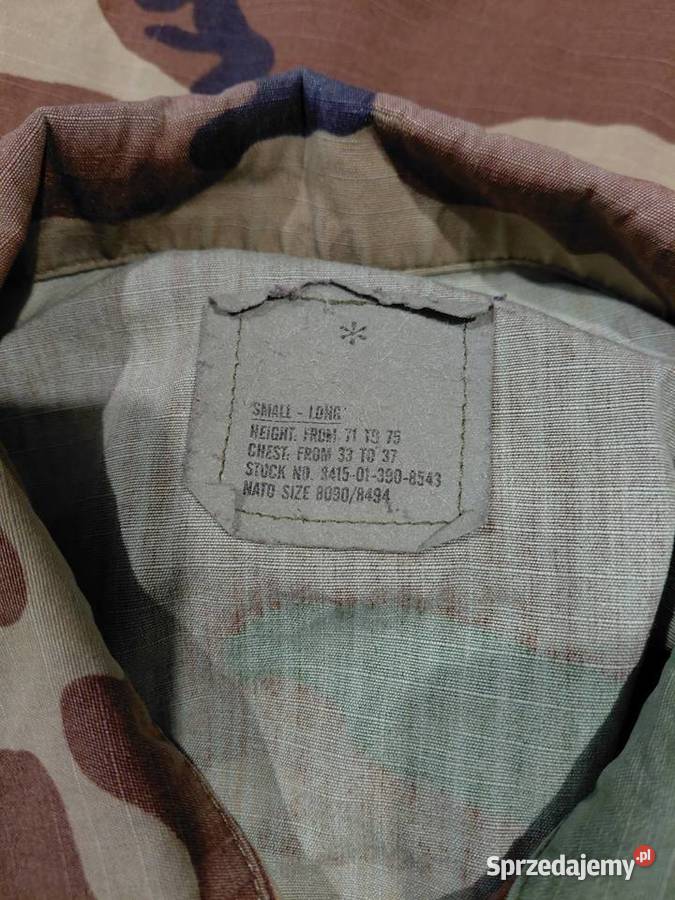 *
SMALL - LONG
HEIGHT: FROM 71 TO 75
CHEST: FROM 33 TO 37
STOCK NO. 8415-01-390-8543
NATO SIZE 8090/8494
Sprzedajemy.pl